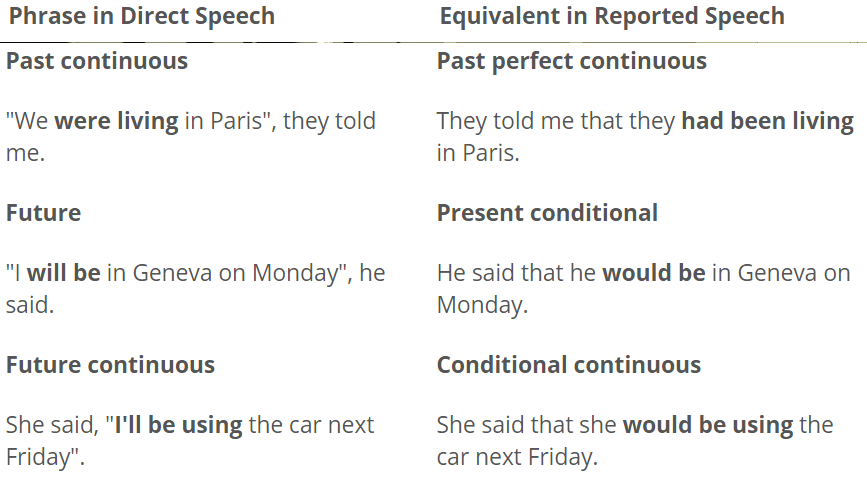 Phrase in Direct Speech
Equivalent in Reported Speech
Past continuous
Past perfect continuous
"We were living in Paris", they told
me.
They told me that they had been living
in Paris.
Future
Present conditional
"I will be in Geneva on Monday", he
said.
He said that he would be in Geneva on
Monday.
Future continuous
Conditional continuous
She said, "I'll be using the car next
Friday".
She said that she would be using the
car next Friday.